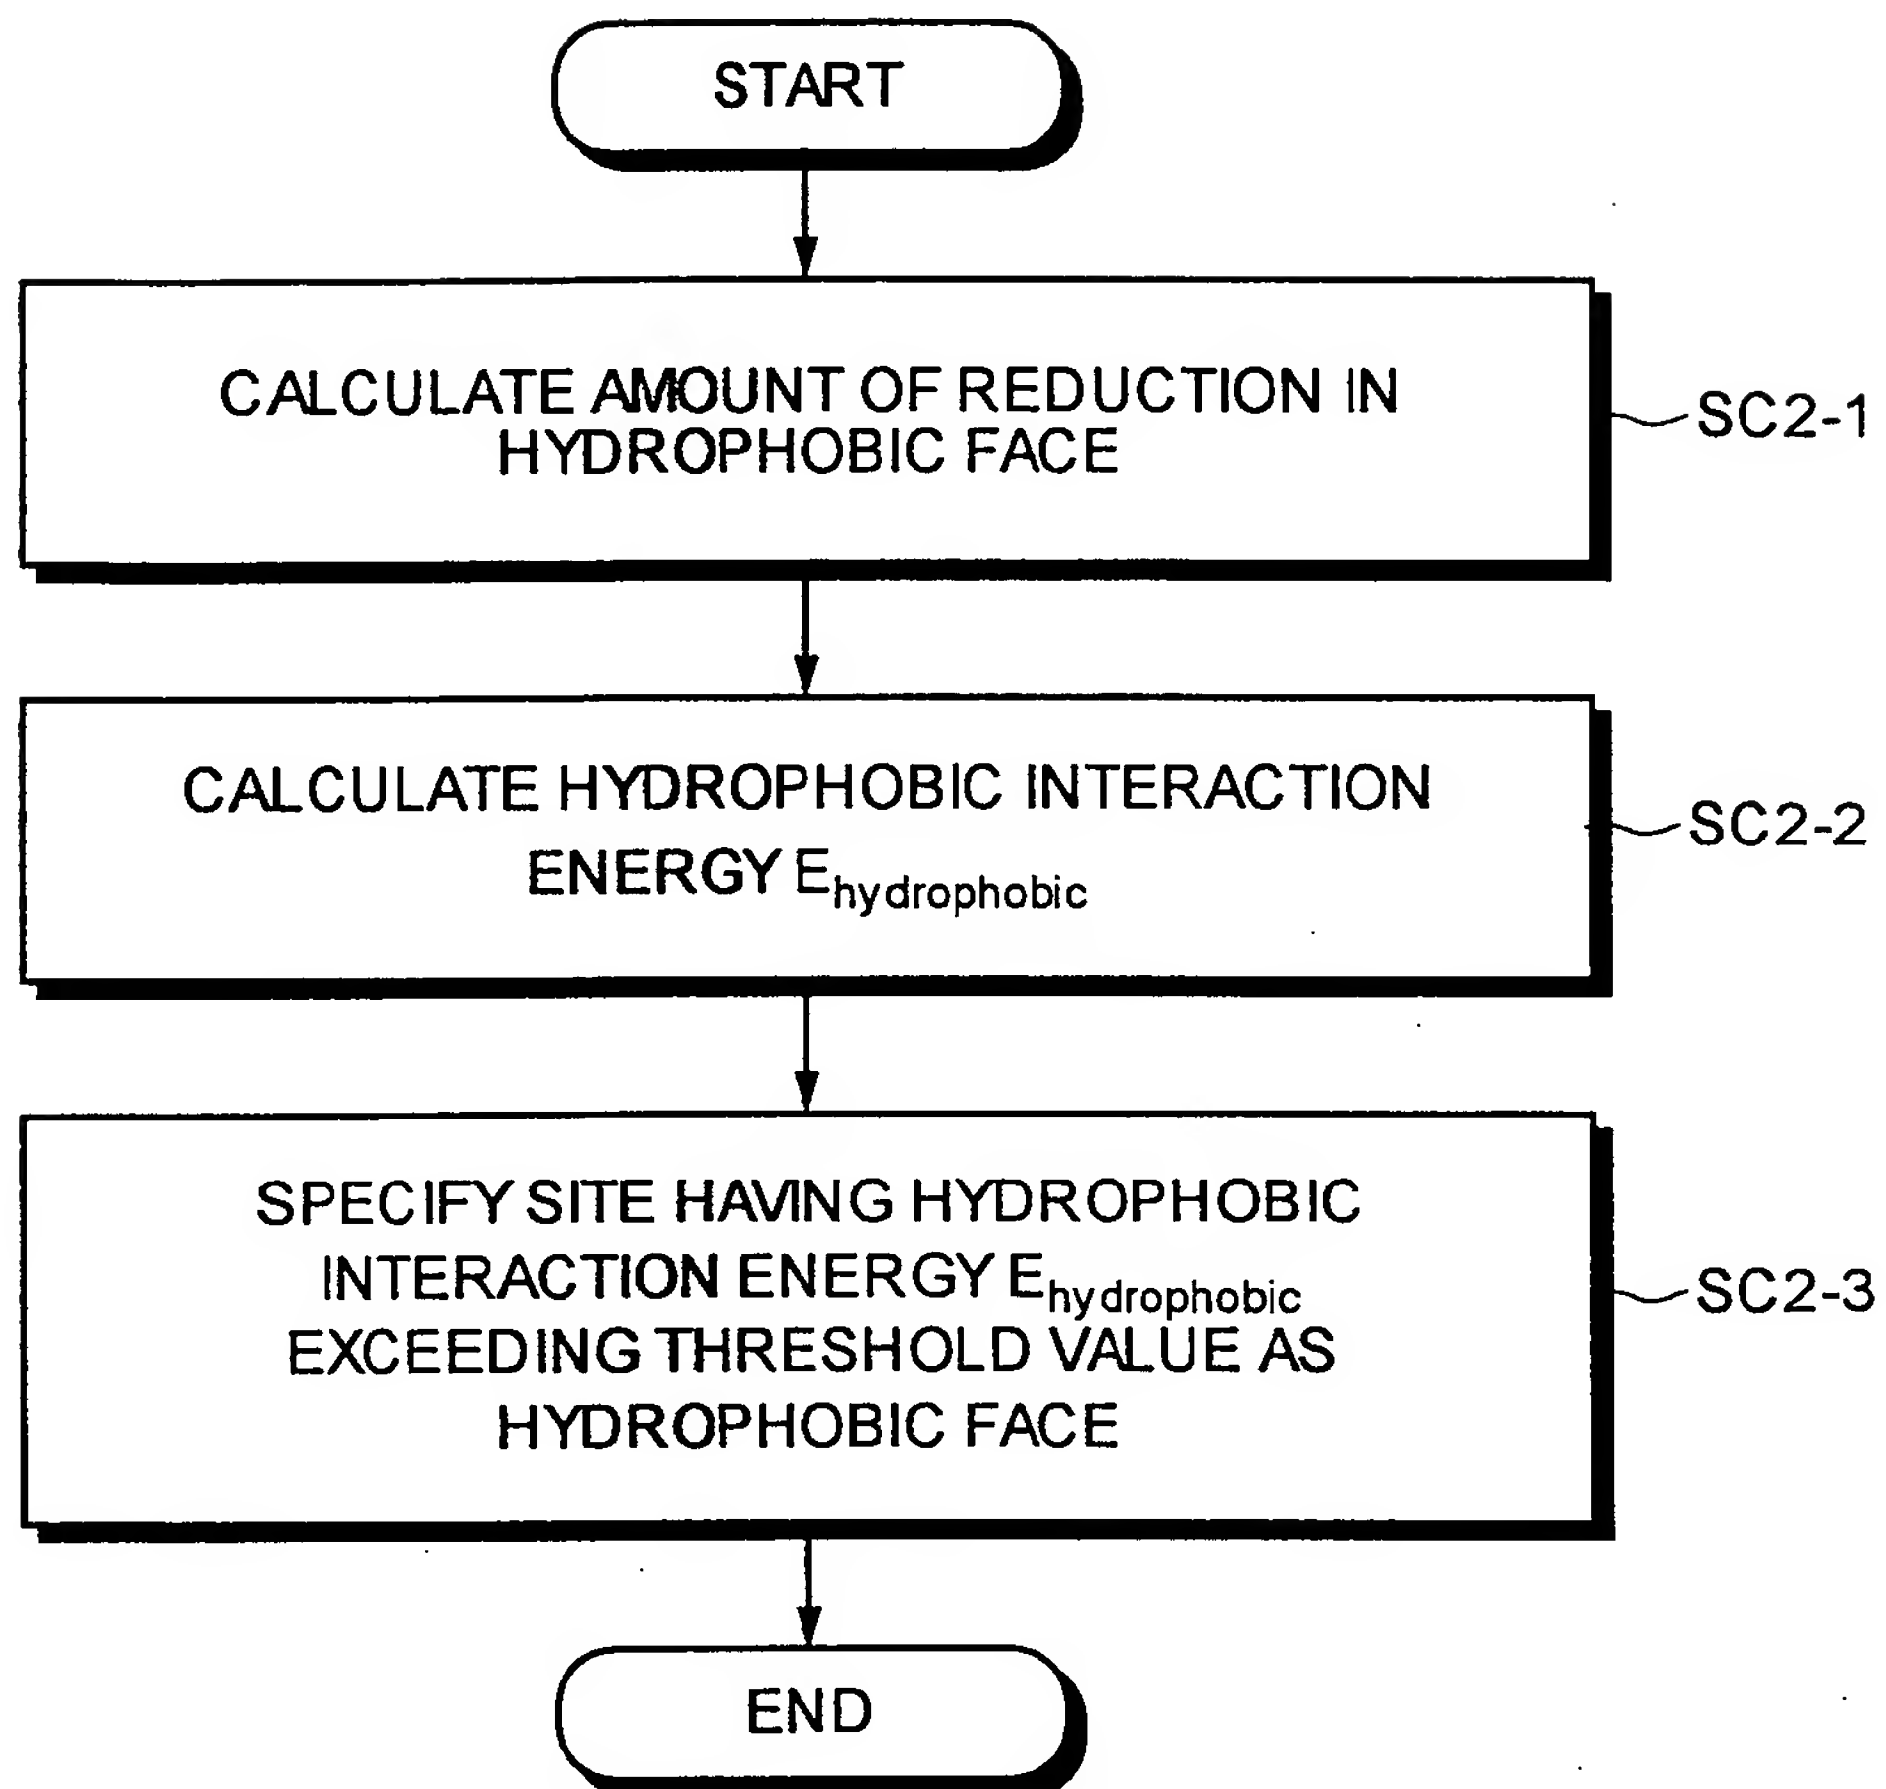 START
CALCULATE AMOUNT OF REDUCTION IN
HYDROPHOBIC FACE
SC2-1
CALCULATE HYDROPHOBIC INTERACTION
ENERGY Ehydrophobic
SC2-2
SPECIFY SITE HAVING HYDROPHOBIC
INTERACTION ENERGY Ehydrophobic
EXCEEDING THRESHOLD VALUE AS
HYDROPHOBIC FACE
SC2-3
END